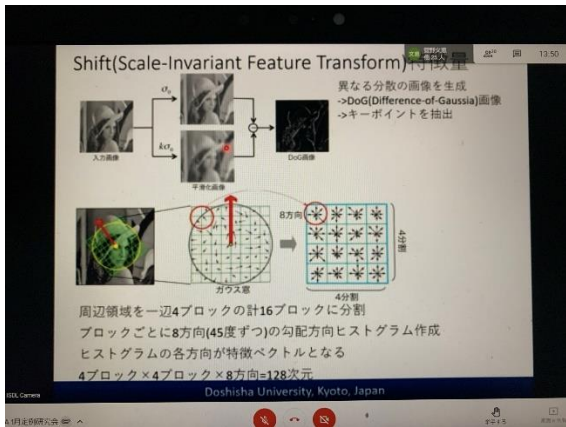 13:50
Shift(Scale-Invariant Feature Transform)特徴量
異なる分散の画像を生成
->DoG(Difference-of-Gaussia)画像
->キーポイントを抽出
σ₀
kσ₀
入力画像
平滑化画像
DoG画像
8方向
4分割
ガウス窓
4分割
周辺領域を一辺4ブロックの計16ブロックに分割
ブロックごとに8方向(45度ずつ)の勾配方向ヒストグラム作成
ヒストグラムの各方向が特徴ベクトルとなる
4ブロック×4ブロック×8方向=128次元
Doshisha University, Kyoto, Japan
ISDL Camera